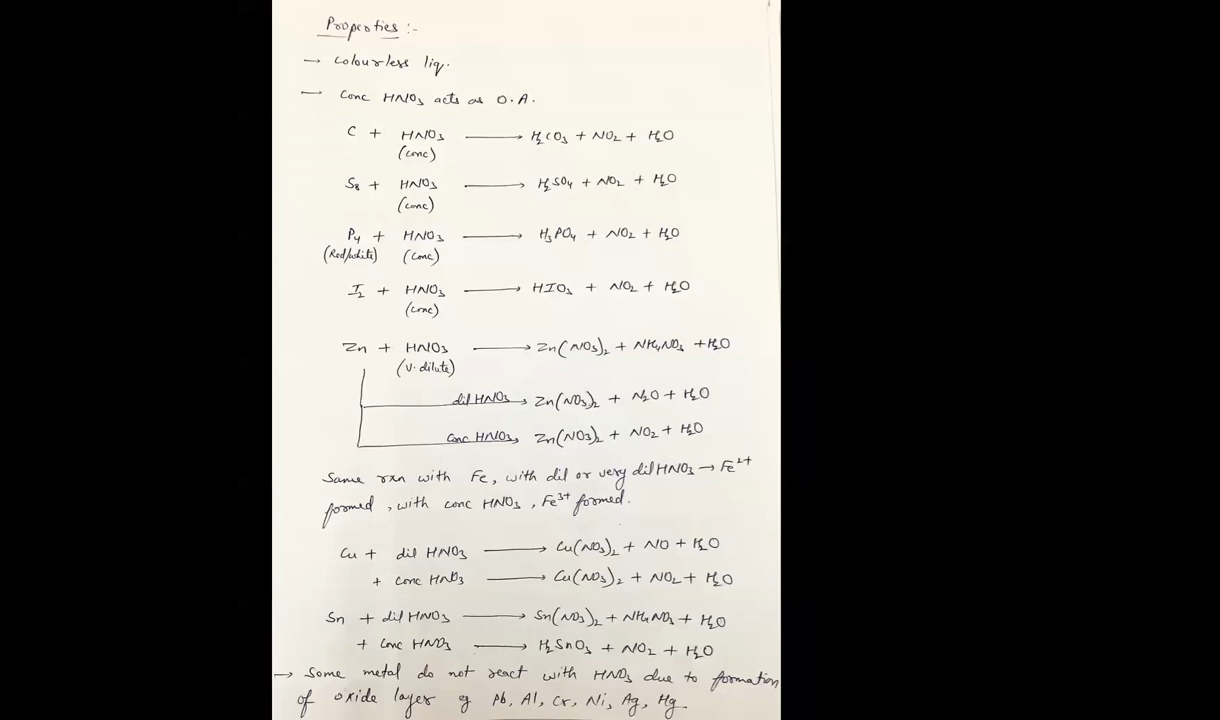 Properties :-
→ Colourless liq.
→ Conc HNO₃ acts as O.A.
C + HNO₃ ⟶ H₂CO₃ + NO₂ + H₂O
(conc)
S₈ + HNO₃ ⟶ H₂SO₄ + NO₂ + H₂O
(conc)
P₄ + HNO₃ ⟶ H₃PO₄ + NO₂ + H₂O
(Red/white) (conc)
I₂ + HNO₃ ⟶ HIO₃ + NO₂ + H₂O
(conc)
Zn + HNO₃ ⟶ Zn(NO₃)₂ + NH₄NO₃ + H₂O
(v. dilute)
dil HNO₃ → Zn(NO₃)₂ + N₂O + H₂O
Conc HNO₃ → Zn(NO₃)₂ + NO₂ + H₂O
Same rxn with Fe, with dil or very dil HNO₃ → Fe²⁺
formed, with conc HNO₃, Fe³⁺ formed.
Cu + dil HNO₃ ⟶ Cu(NO₃)₂ + NO + H₂O
+ conc HNO₃ ⟶ Cu(NO₃)₂ + NO₂ + H₂O
Sn + dil HNO₃ ⟶ Sn(NO₃)₂ + NH₄NO₃ + H₂O
+ conc HNO₃ ⟶ H₂SnO₃ + NO₂ + H₂O
→ Some metal do not react with HNO₃ due to formation
of oxide layer eg Pb, Al, Cr, Ni, Ag, Hg.